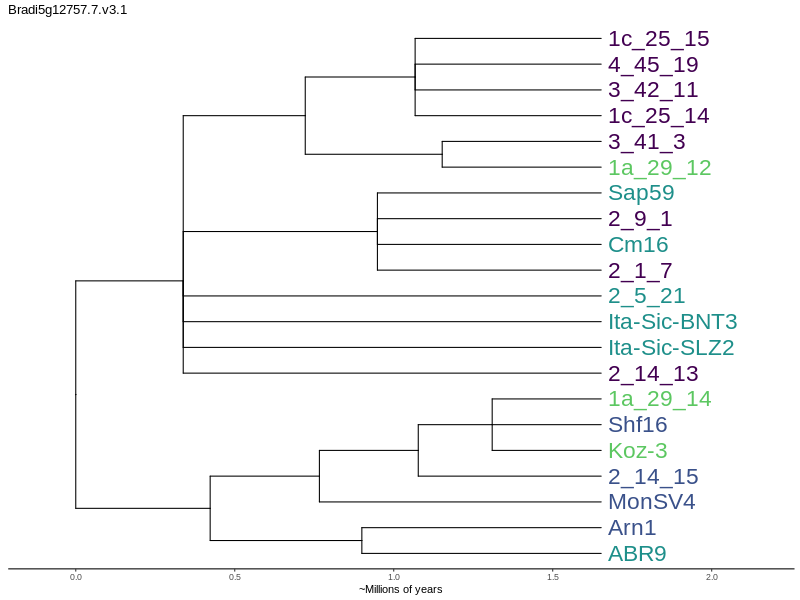 Bradi5g12757.7.v3.1
1c_25_15
4_45_19
3_42_11
1c_25_14
3_41_3
1a_29_12
Sap59
2_9_1
Cm16
2_1_7
2_5_21
Ita-Sic-BNT3
Ita-Sic-SLZ2
2_14_13
1a_29_14
Shf16
Koz-3
2_14_15
MonSV4
Arn1
ABR9
0.0 0.5 1.0 1.5 2.0
~Millions of years